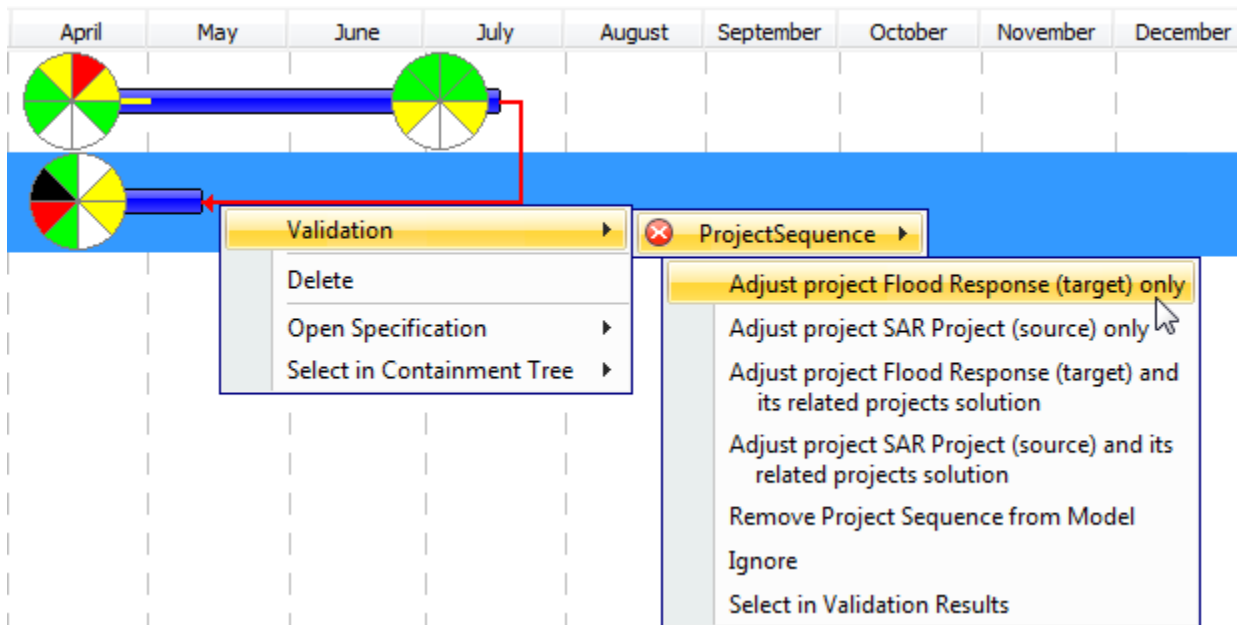 April May June July August September October November December
Validation
ProjectSequence
Delete
Open Specification
Select in Containment Tree
Adjust project Flood Response (target) only
Adjust project SAR Project (source) only
Adjust project Flood Response (target) and
its related projects solution
Adjust project SAR Project (source) and its
related projects solution
Remove Project Sequence from Model
Ignore
Select in Validation Results